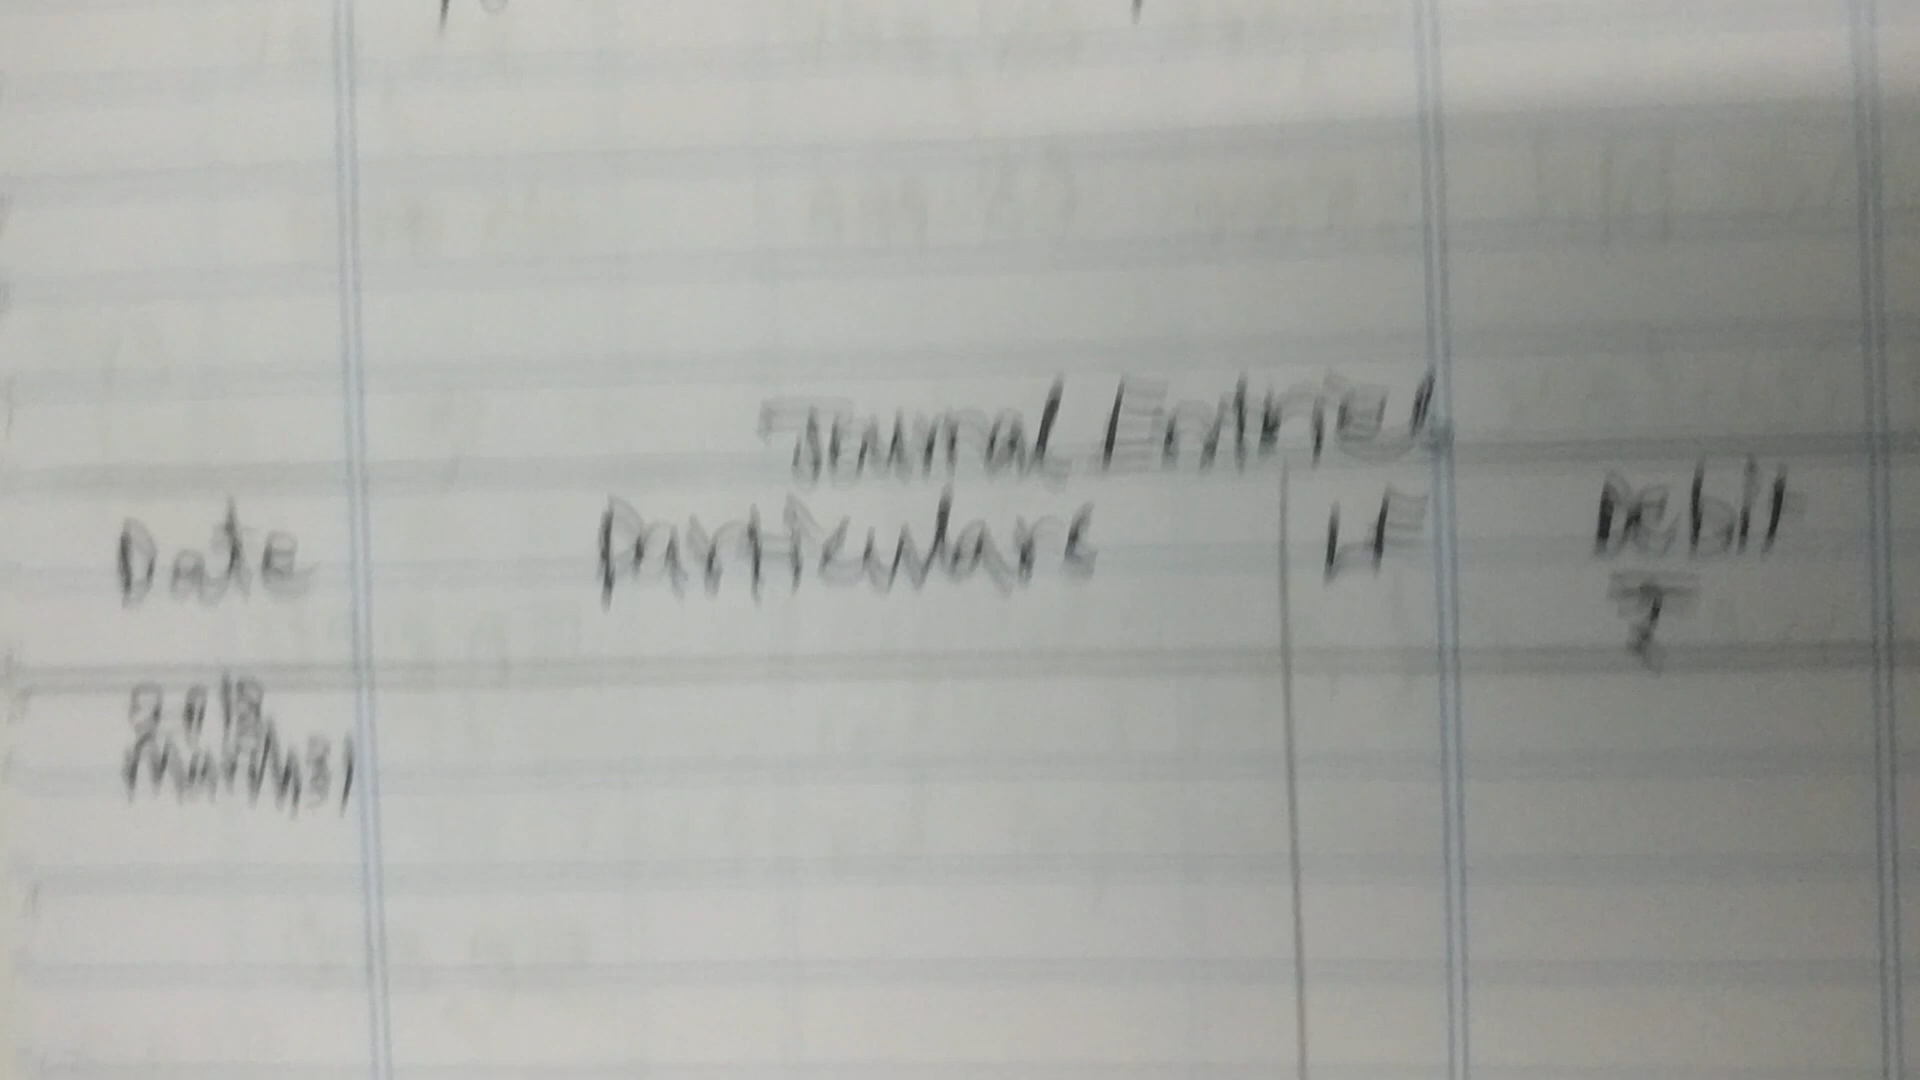 Journal Entries
Date Particulars LF Debit
₹
2018
March 31